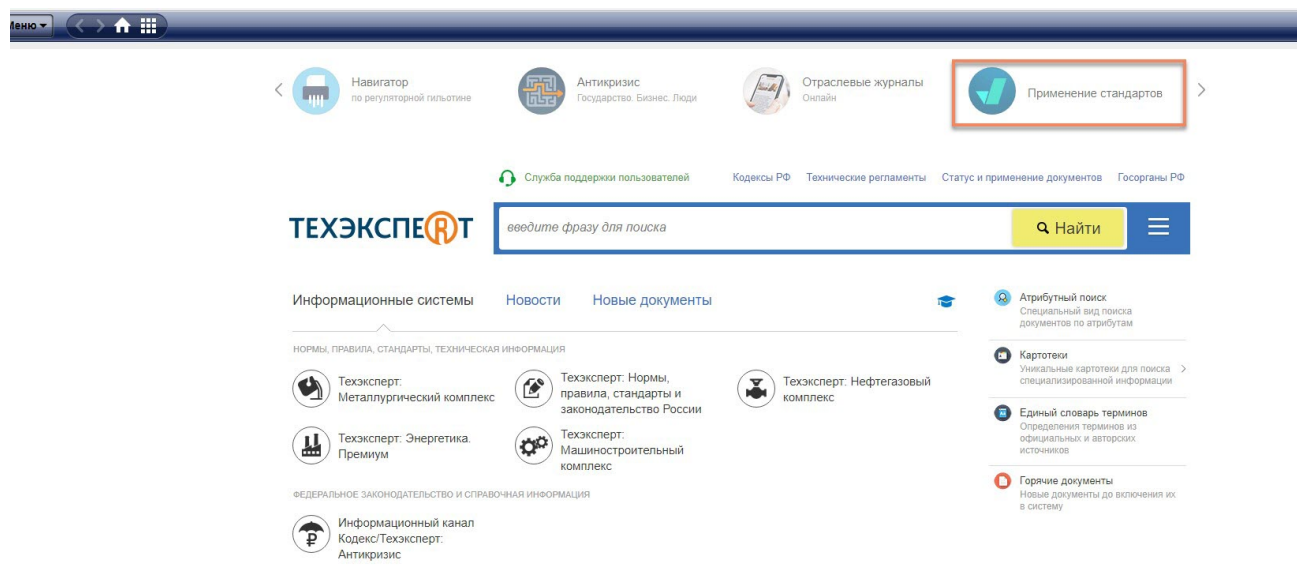 Меню
Навигатор
по регуляторной гильотине
Антикризис
Государство. Бизнес. Люди
Отраслевые журналы
Онлайн
Применение стандартов
Служба поддержки пользователей
Кодексы РФ
Технические регламенты
Статус и применение документов
Госорганы РФ
ТЕХЭКСПЕRТ
введите фразу для поиска
Найти
Информационные системы
Новости
Новые документы
НОРМЫ, ПРАВИЛА, СТАНДАРТЫ, ТЕХНИЧЕСКАЯ ИНФОРМАЦИЯ
Техэксперт:
Металлургический комплекс
Техэксперт: Нормы,
правила, стандарты и
законодательство России
Техэксперт: Нефтегазовый
комплекс
Техэксперт: Энергетика.
Премиум
Техэксперт:
Машиностроительный
комплекс
ФЕДЕРАЛЬНОЕ ЗАКОНОДАТЕЛЬСТВО И СПРАВОЧНАЯ ИНФОРМАЦИЯ
Информационный канал
Кодекс/Техэксперт:
Антикризис
Атрибутный поиск
Специальный вид поиска
документов по атрибутам
Картотеки
Уникальные картотеки для поиска
специализированной информации
Единый словарь терминов
Определения терминов из
официальных и авторских
источников
Горячие документы
Новые документы до включения их
в систему